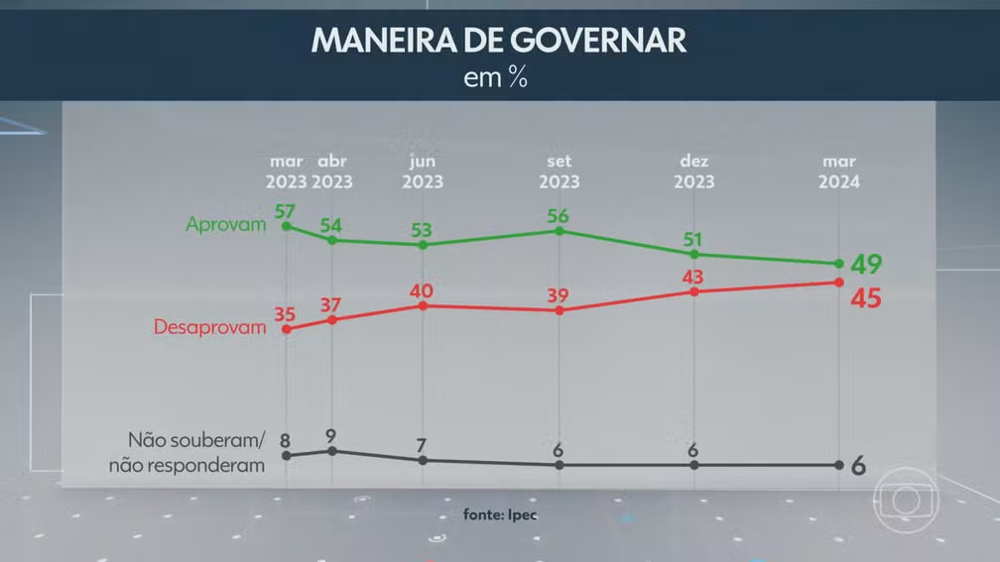 MANEIRA DE GOVERNAR
em %
mar abr jun set dez mar
2023 2023 2023 2023 2023 2024
Aprovam 57 54 53 56 51 49
Desaprovam 35 37 40 39 43 45
Não souberam/
não responderam 8 9 7 6 6 6
fonte: Ipec